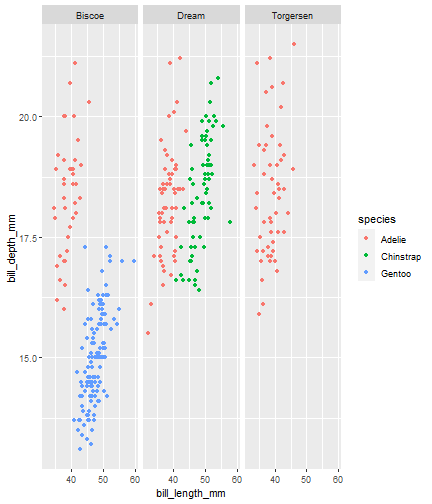 Biscoe Dream Torgersen
20.0
17.5
15.0
bill_depth_mm
40 50 60 40 50 60 40 50 60
bill_length_mm
species
Adelie
Chinstrap
Gentoo